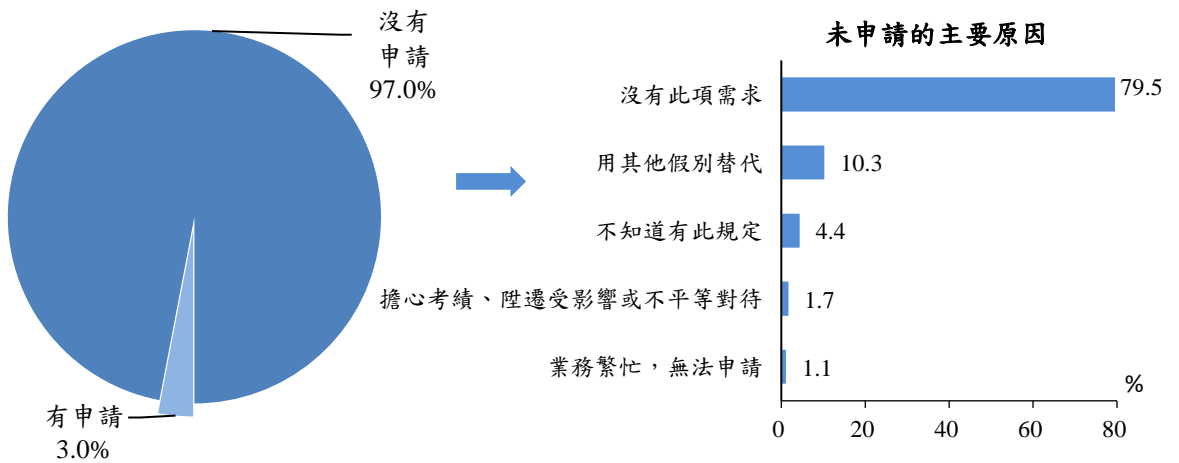 沒有
申請
97.0%
有申請
3.0%
未申請的主要原因
沒有此項需求 79.5
用其他假別替代 10.3
不知道有此規定 4.4
擔心考績、陞遷受影響或不平等對待 1.7
業務繁忙，無法申請 1.1
%
0 20 40 60 80